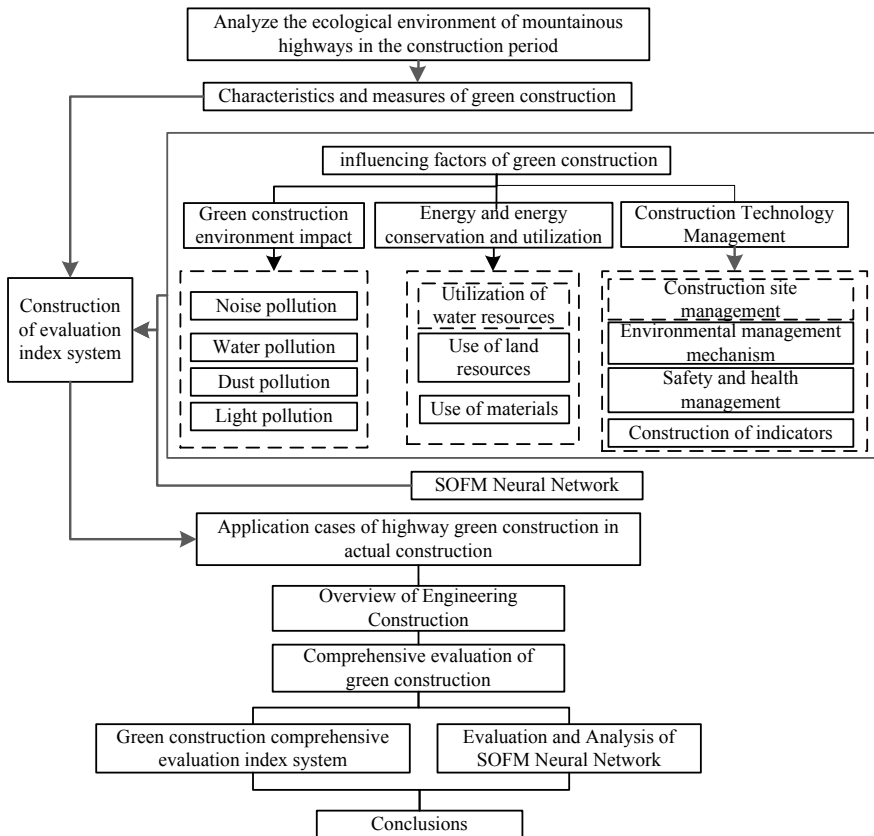 Analyze the ecological environment of mountainous
highways in the construction period
Characteristics and measures of green construction
influencing factors of green construction
Green construction
environment impact
Energy and energy
conservation and utilization
Construction Technology
Management
Noise pollution
Water pollution
Dust pollution
Light pollution
Utilization of
water resources
Use of land
resources
Use of materials
Construction site
management
Environmental management
mechanism
Safety and health
management
Construction of indicators
Construction
of evaluation
index system
SOFM Neural Network
Application cases of highway green construction in
actual construction
Overview of Engineering
Construction
Comprehensive evaluation of
green construction
Green construction comprehensive
evaluation index system
Evaluation and Analysis of
SOFM Neural Network
Conclusions